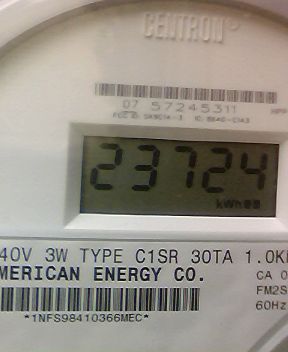 CENTRON
07 57245311
23724
kWh
40V 3W TYPE C1SR 30TA 1.0K
MERICAN ENERGY CO.
CA 0
FM2S
60Hz
*1NFS98410366MEC*